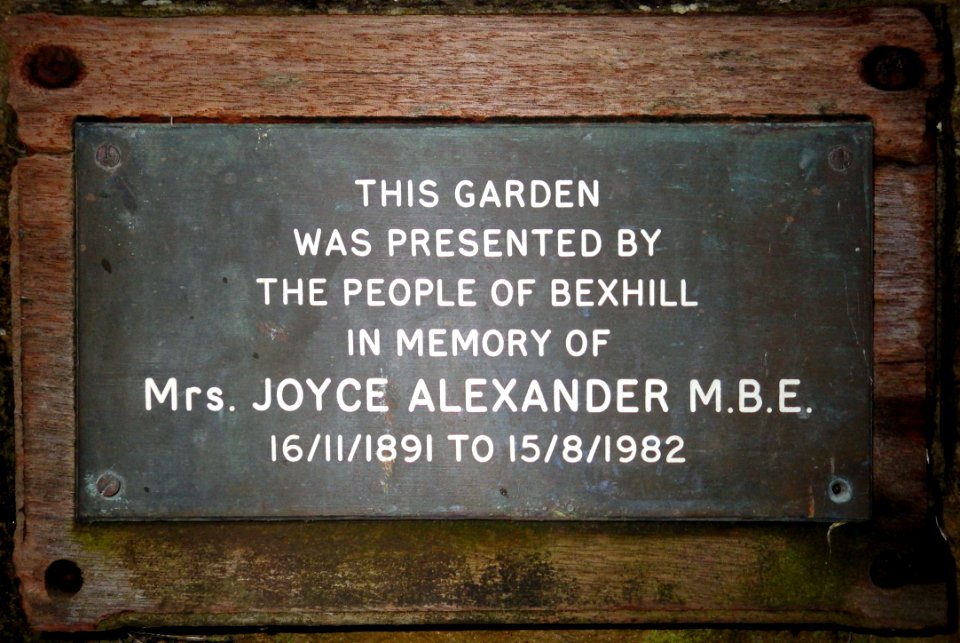 THIS GARDEN
WAS PRESENTED BY
THE PEOPLE OF BEXHILL
IN MEMORY OF
Mrs. JOYCE ALEXANDER M.B.E.
16/11/1891 TO 15/8/1982